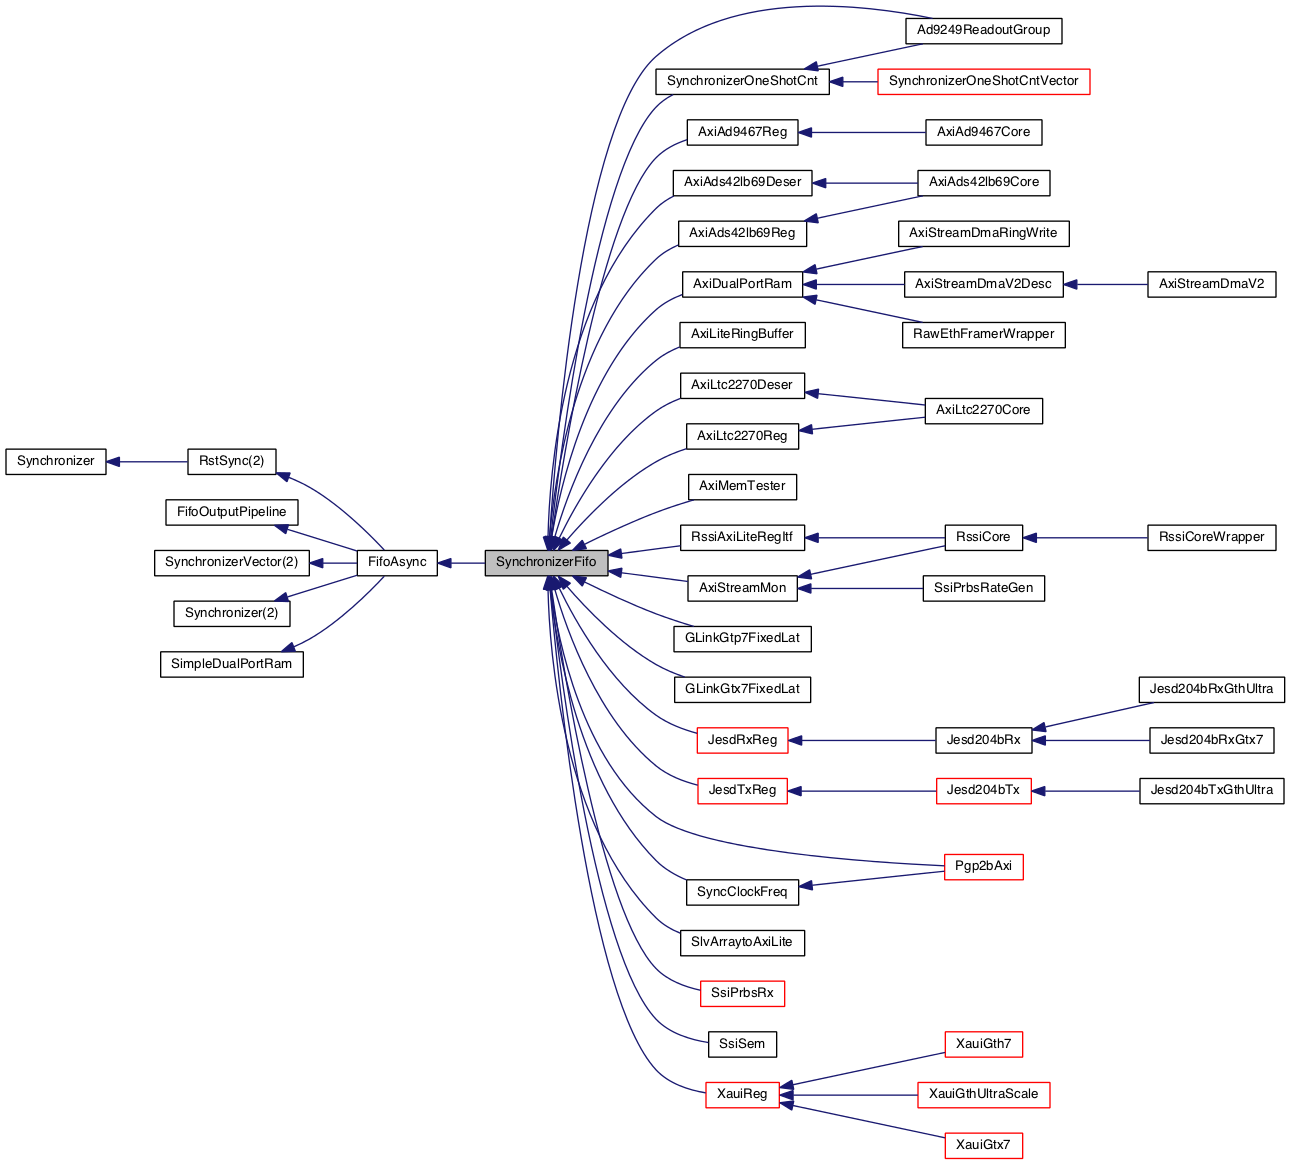 Ad9249ReadoutGroup
SynchronizerOneShotCnt
SynchronizerOneShotCntVector
AxiAd9467Reg
AxiAd9467Core
AxiAds42lb69Deser
AxiAds42lb69Core
AxiAds42lb69Reg
AxiStreamDmaRingWrite
AxiDualPortRam
AxiStreamDmaV2Desc
AxiStreamDmaV2
RawEthFramerWrapper
AxiLiteRingBuffer
AxiLtc2270Deser
AxiLtc2270Core
AxiLtc2270Reg
Synchronizer
RstSync(2)
AxiMemTester
FifoOutputPipeline
RssiAxiLiteRegItf
RssiCore
RssiCoreWrapper
SynchronizerVector(2)
FifoAsync
SynchronizerFifo
AxiStreamMon
SsiPrbsRateGen
Synchronizer(2)
GLinkGtp7FixedLat
SimpleDualPortRam
GLinkGtx7FixedLat
Jesd204bRxGthUltra
JesdRxReg
Jesd204bRx
Jesd204bRxGtx7
JesdTxReg
Jesd204bTx
Jesd204bTxGthUltra
Pgp2bAxi
SyncClockFreq
SlvArraytoAxiLite
SsiPrbsRx
SsiSem
XauiGth7
XauiReg
XauiGthUltraScale
XauiGtx7